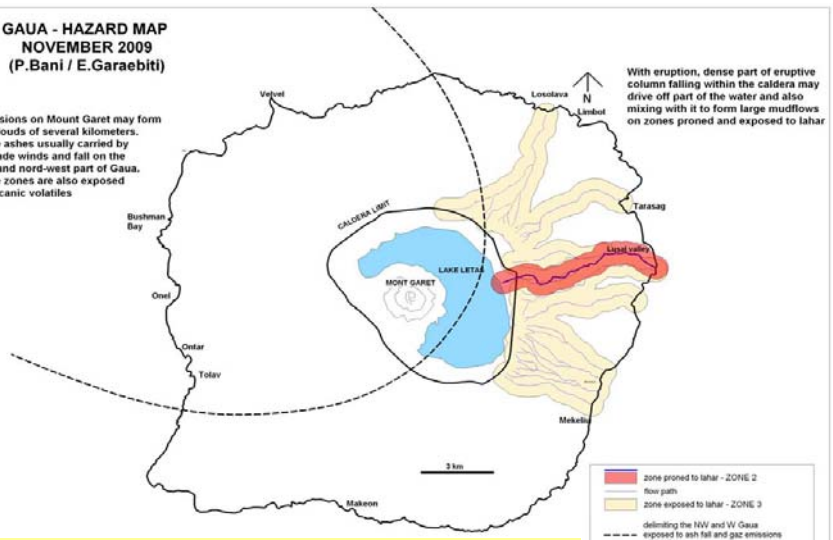 GAUA - HAZARD MAP
NOVEMBER 2009
(P.Bani / E.Garaebiti)
With eruption, dense part of eruptive
column falling within the caldera may
drive off part of the water and also
mixing with it to form large mudflows
on zones proned and exposed to lahar
sions on Mount Garet may form
ouds of several kilometers.
ashes usually carried by
de winds and fall on the
nd nord-west part of Gaua.
zones are also exposed
canic volatiles
Velvel
Losolava
N
Limbol
Bushman
Bay
Tarasag
CALDERA LIMIT
Lusal valley
LAKE LETAS
MONT GARET
Onel
Ontar
Tolav
Mekeliu
3 km
Makeon
zone proned to lahar - ZONE 2
flow path
zone exposed to lahar - ZONE 3
delimiting the NW and W Gaua
exposed to ash fall and gaz emissions